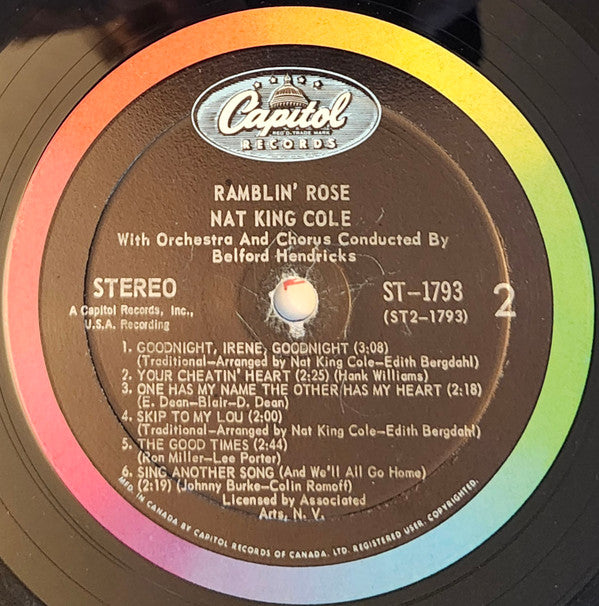 Capitol
REG'D. TRADE MARK
RECORDS
RAMBLIN' ROSE
NAT KING COLE
With Orchestra And Chorus Conducted By
Belford Hendricks
STEREO
A Capitol Records, Inc.,
U.S.A. Recording
ST-1793
(ST2-1793)
2
1. GOODNIGHT, IRENE, GOODNIGHT (3:08)
(Traditional-Arranged by Nat King Cole-Edith Bergdahl)
2. YOUR CHEATIN' HEART (2:25) (Hank Williams)
3. ONE HAS MY NAME THE OTHER HAS MY HEART (2:18)
(E. Dean-Blair-D. Dean)
4. SKIP TO MY LOU (2:00)
(Traditional-Arranged by Nat King Cole-Edith Bergdahl)
5. THE GOOD TIMES (2:44)
(Ron Miller-Lee Porter)
6. SING ANOTHER SONG (And We'll All Go Home)
(2:19) (Johnny Burke-Colin Romoff)
Licensed by Associated
Arts, N. V.
MFD. IN CANADA BY CAPITOL RECORDS OF CANADA, LTD. REGISTERED USER. COPYRIGHTED.